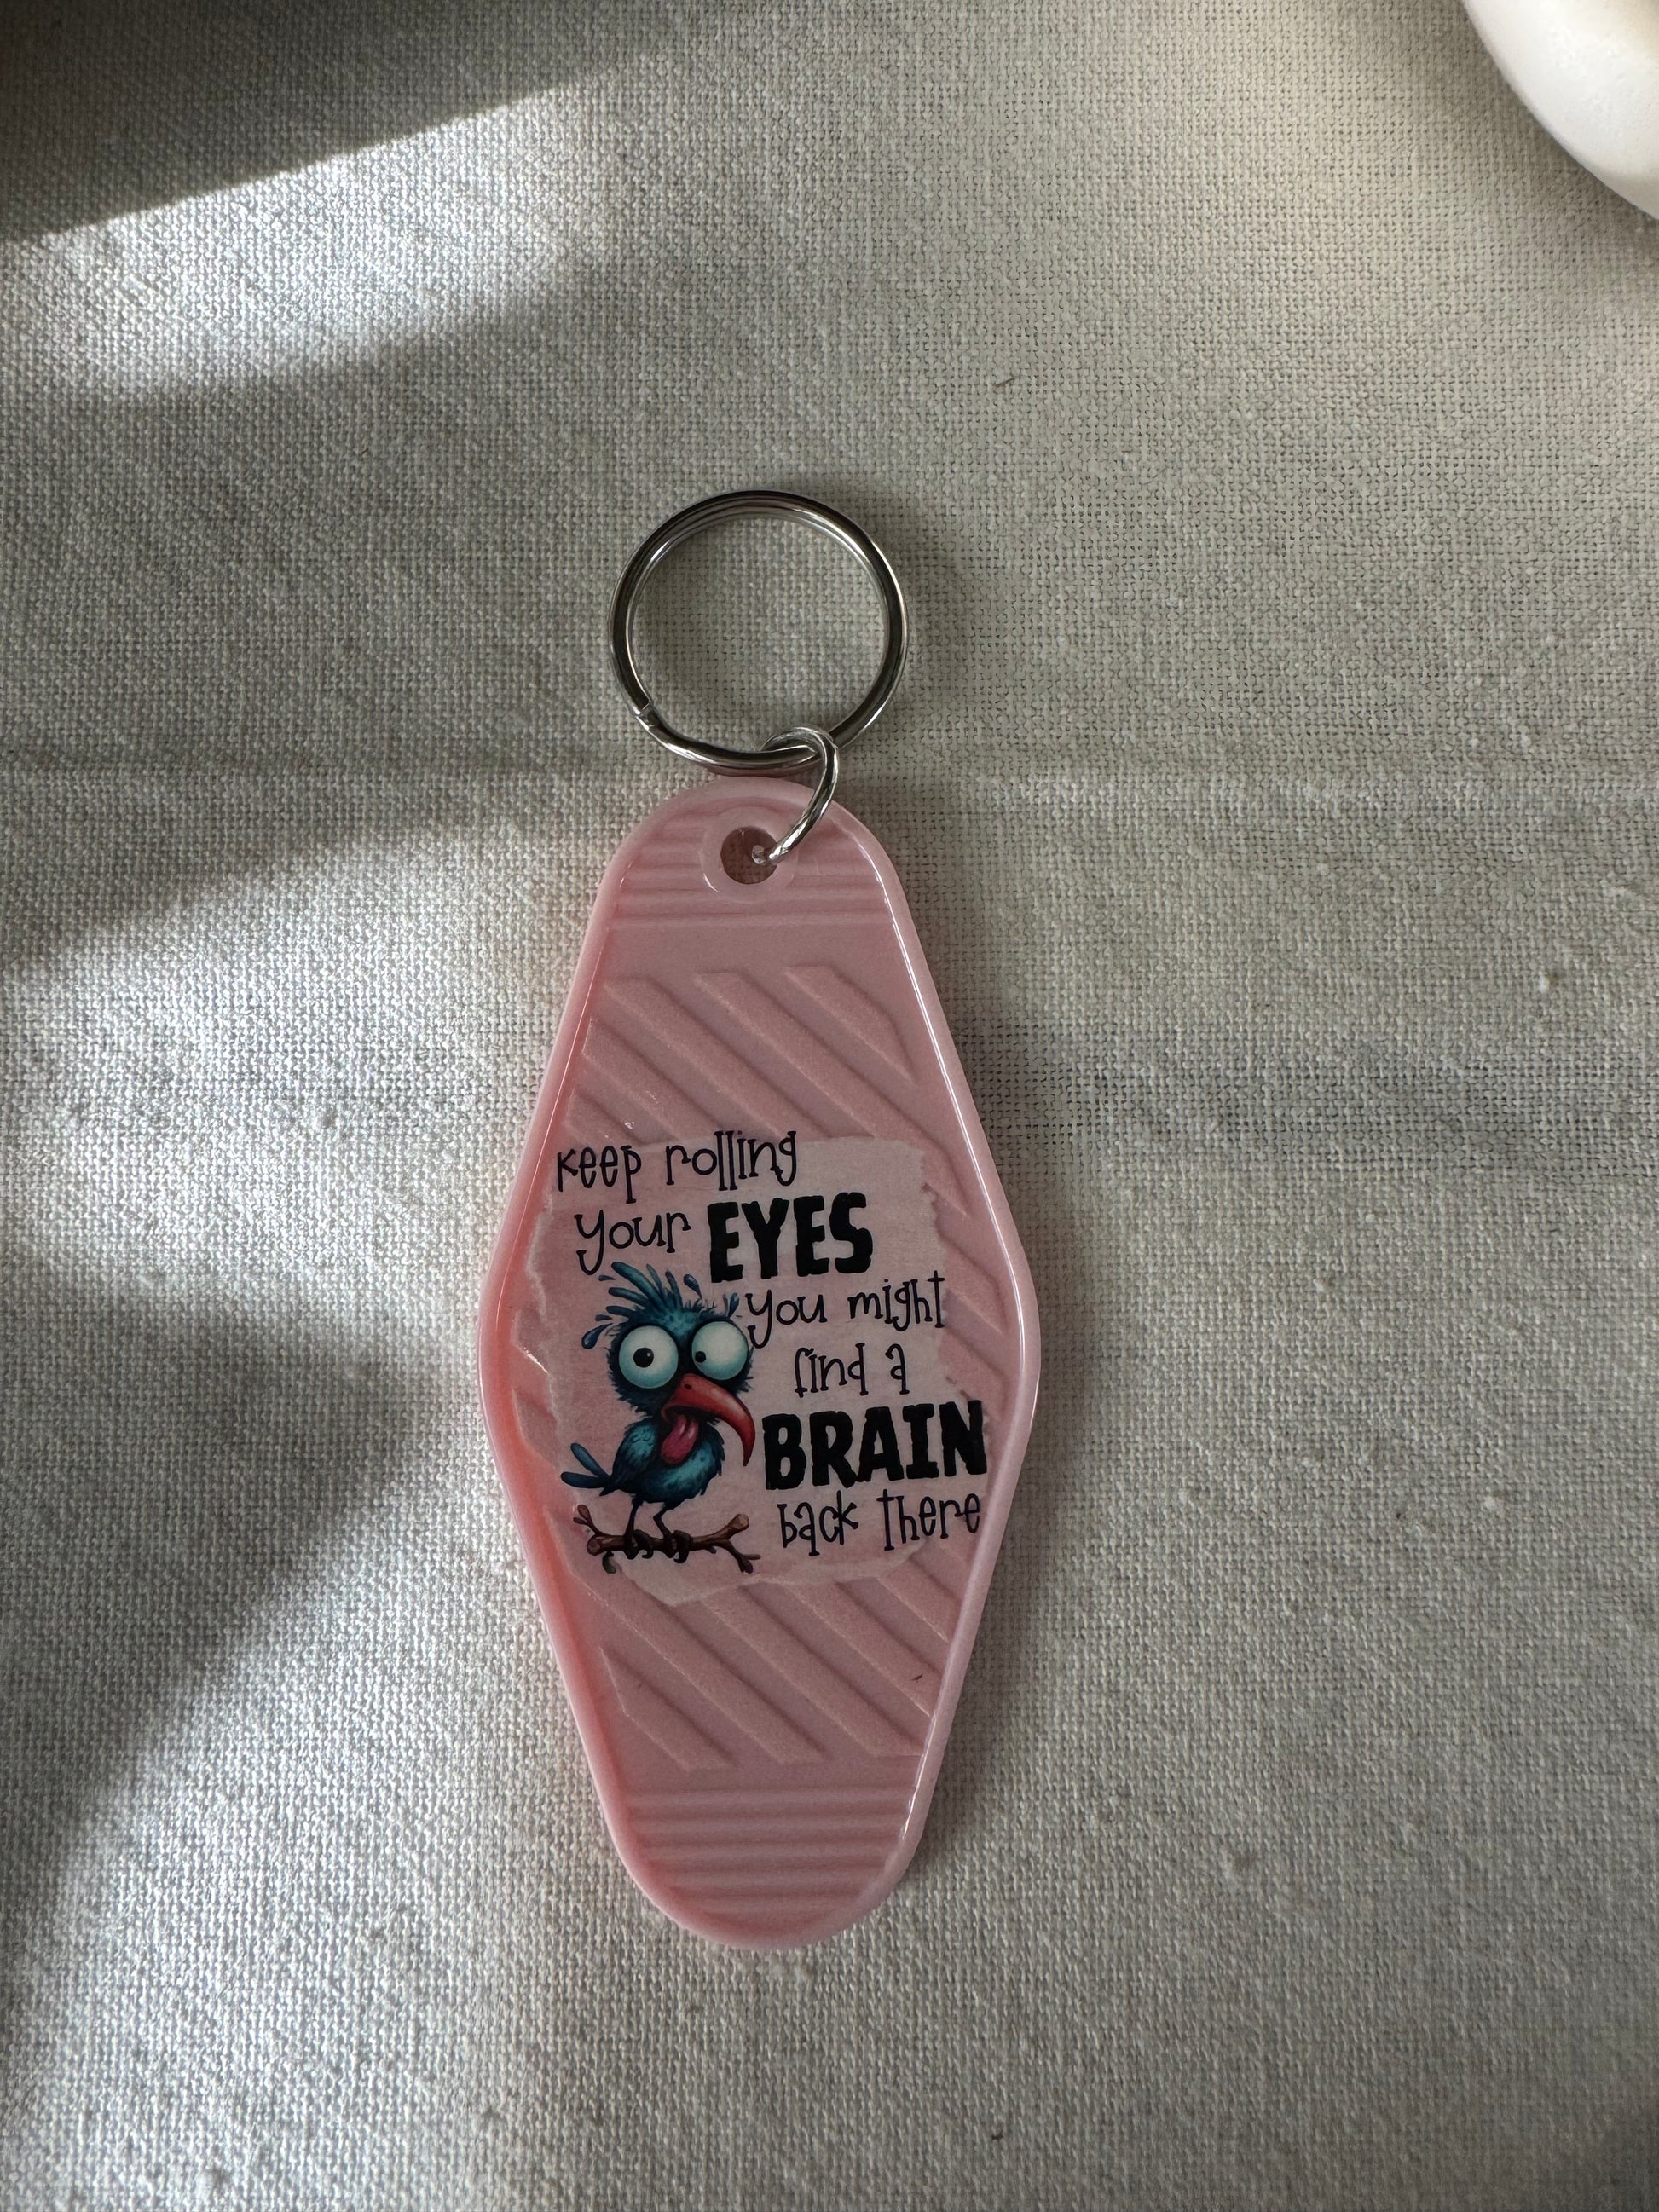 keep rolling
your EYES
you might
find a
BRAIN
back there